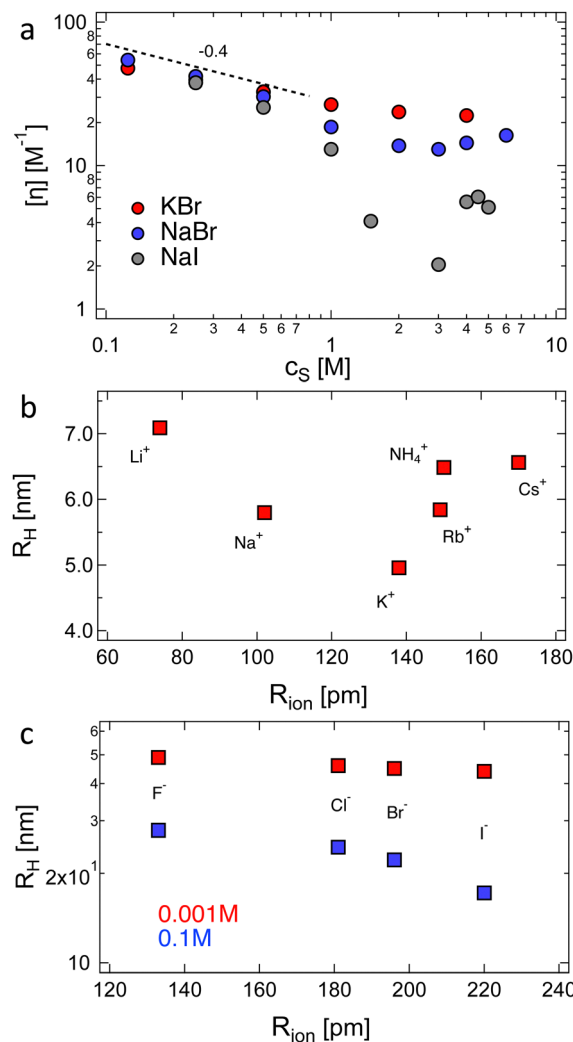 a
100
-0.4
4
2
[η] [M⁻¹]
10
8
6
4
2
1
KBr
NaBr
NaI
2 3 4 5 6 7 2 3 4 5 6 7
0.1 1 10
c_S [M]
b
7.0
6.0
5.0
4.0
R_H [nm]
Li⁺
Na⁺
K⁺
NH₄⁺
Rb⁺
Cs⁺
60 80 100 120 140 160 180
R_ion [pm]
c
6
5
4
3
2x10¹
10
R_H [nm]
F⁻
Cl⁻
Br⁻
I⁻
0.001M
0.1M
120 140 160 180 200 220 240
R_ion [pm]